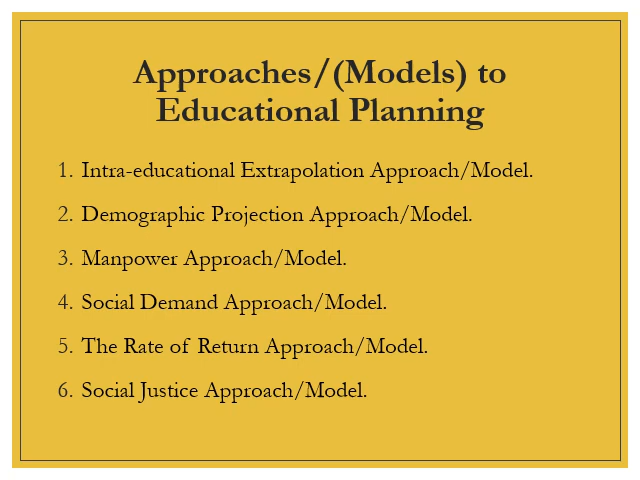 Approaches/(Models) to
Educational Planning
1. Intra-educational Extrapolation Approach/Model.
2. Demographic Projection Approach/Model.
3. Manpower Approach/Model.
4. Social Demand Approach/Model.
5. The Rate of Return Approach/Model.
6. Social Justice Approach/Model.